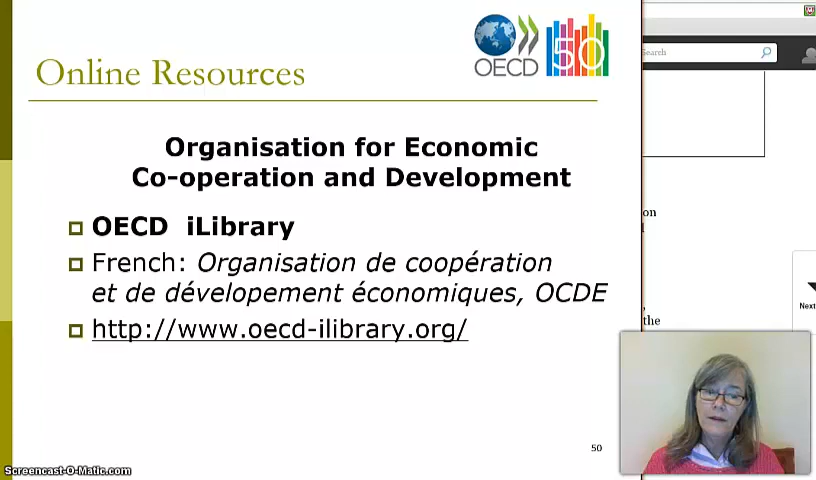 OECD 50
Online Resources
Search
Organisation for Economic
Co-operation and Development
OECD iLibrary
on
French: Organisation de coopération
et de dévelopement économiques, OCDE
Next
the
http://www.oecd-ilibrary.org/
50
Screencast-O-Matic.com